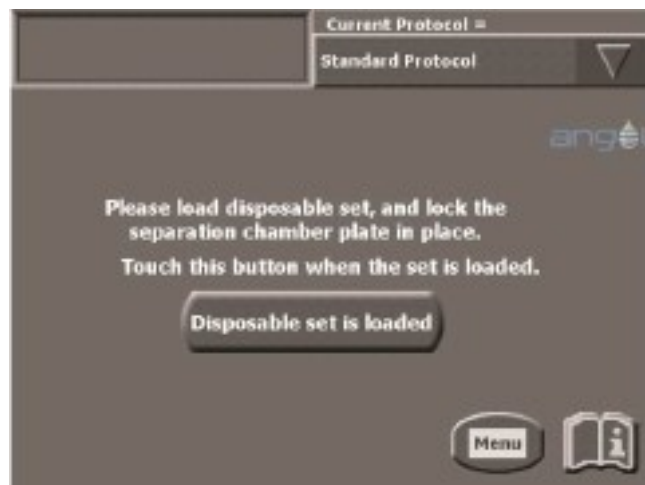 Current Protocol =
Standard Protocol
Please load disposable set, and lock the
separation chamber plate in place.
Touch this button when the set is loaded.
Disposable set is loaded
Menu
i